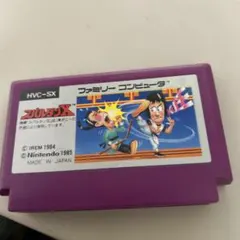 HVC-SX
ファミリーコンピュータ
スパルタンX
© IREM 1984
© Nintendo 1985
MADE IN JAPAN